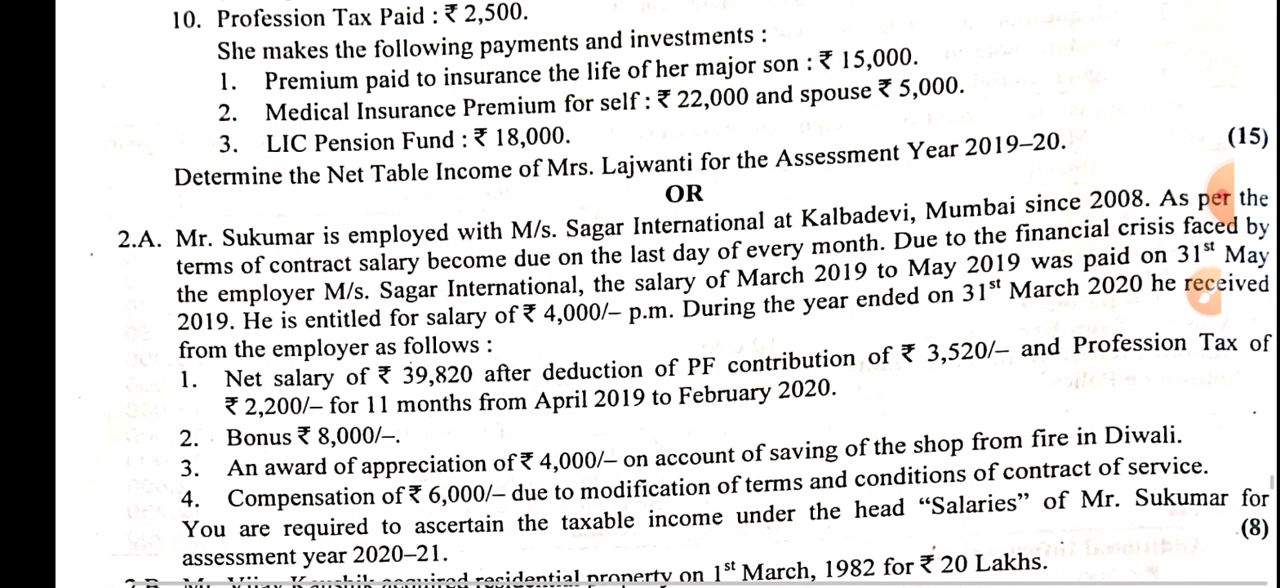 10. Profession Tax Paid : ₹ 2,500.
She makes the following payments and investments :
1. Premium paid to insurance the life of her major son : ₹ 15,000.
2. Medical Insurance Premium for self : ₹ 22,000 and spouse ₹ 5,000.
3. LIC Pension Fund : ₹ 18,000.
Determine the Net Table Income of Mrs. Lajwanti for the Assessment Year 2019–20. (15)
OR
2.A. Mr. Sukumar is employed with M/s. Sagar International at Kalbadevi, Mumbai since 2008. As per the
terms of contract salary become due on the last day of every month. Due to the financial crisis faced by
the employer M/s. Sagar International, the salary of March 2019 to May 2019 was paid on 31st May
2019. He is entitled for salary of ₹ 4,000/– p.m. During the year ended on 31st March 2020 he received
from the employer as follows :
1. Net salary of ₹ 39,820 after deduction of PF contribution of ₹ 3,520/– and Profession Tax of
₹ 2,200/– for 11 months from April 2019 to February 2020.
2. Bonus ₹ 8,000/–.
3. An award of appreciation of ₹ 4,000/– on account of saving of the shop from fire in Diwali.
4. Compensation of ₹ 6,000/– due to modification of terms and conditions of contract of service.
You are required to ascertain the taxable income under the head “Salaries” of Mr. Sukumar for
assessment year 2020–21. (8)
2.B. Mr. Vijay Kaushik acquired residential property on 1st March, 1982 for ₹ 20 Lakhs.